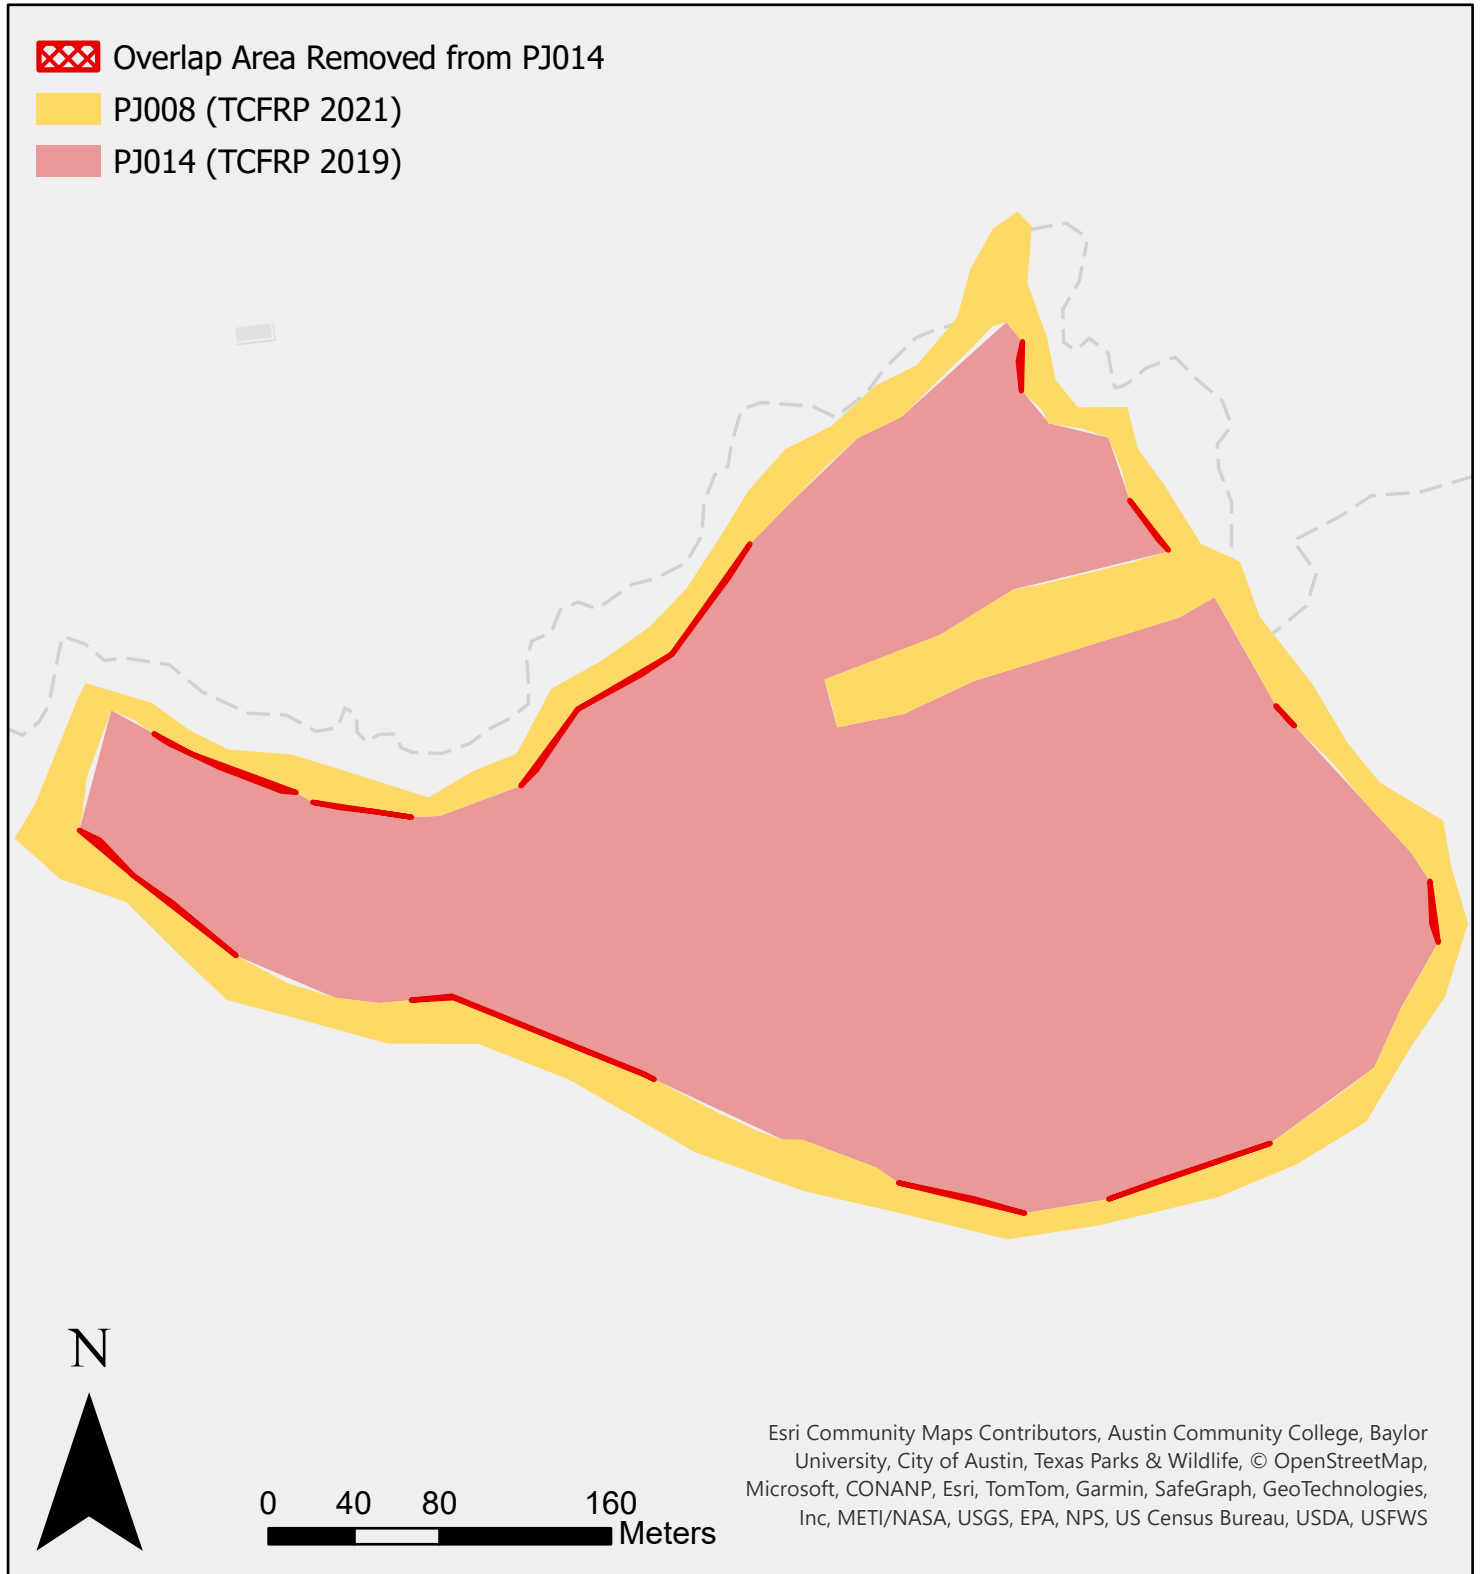 Overlap Area Removed from PJ014
PJ008 (TCFRP 2021)
PJ014 (TCFRP 2019)
N
0 40 80 160
Meters
Esri Community Maps Contributors, Austin Community College, Baylor
University, City of Austin, Texas Parks & Wildlife, © OpenStreetMap,
Microsoft, CONANP, Esri, TomTom, Garmin, SafeGraph, GeoTechnologies,
Inc, METI/NASA, USGS, EPA, NPS, US Census Bureau, USDA, USFWS